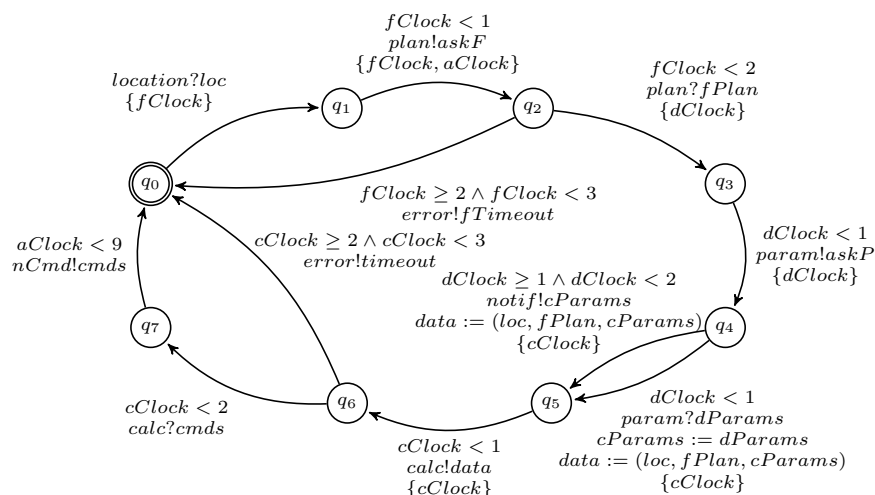 fClock < 1
plan!askF
{fClock, aClock}
location?loc
{fClock}
fClock < 2
plan?fPlan
{dClock}
q1
q2
q0
q3
fClock ≥ 2 ∧ fClock < 3
error!fTimeout
cClock ≥ 2 ∧ cClock < 3
error!timeout
aClock < 9
nCmd!cmds
dClock < 1
param!askP
{dClock}
dClock ≥ 1 ∧ dClock < 2
notif!cParams
data := (loc, fPlan, cParams)
{cClock}
q7
q4
q6
q5
cClock < 2
calc?cmds
cClock < 1
calc!data
{cClock}
dClock < 1
param?dParams
cParams := dParams
data := (loc, fPlan, cParams)
{cClock}